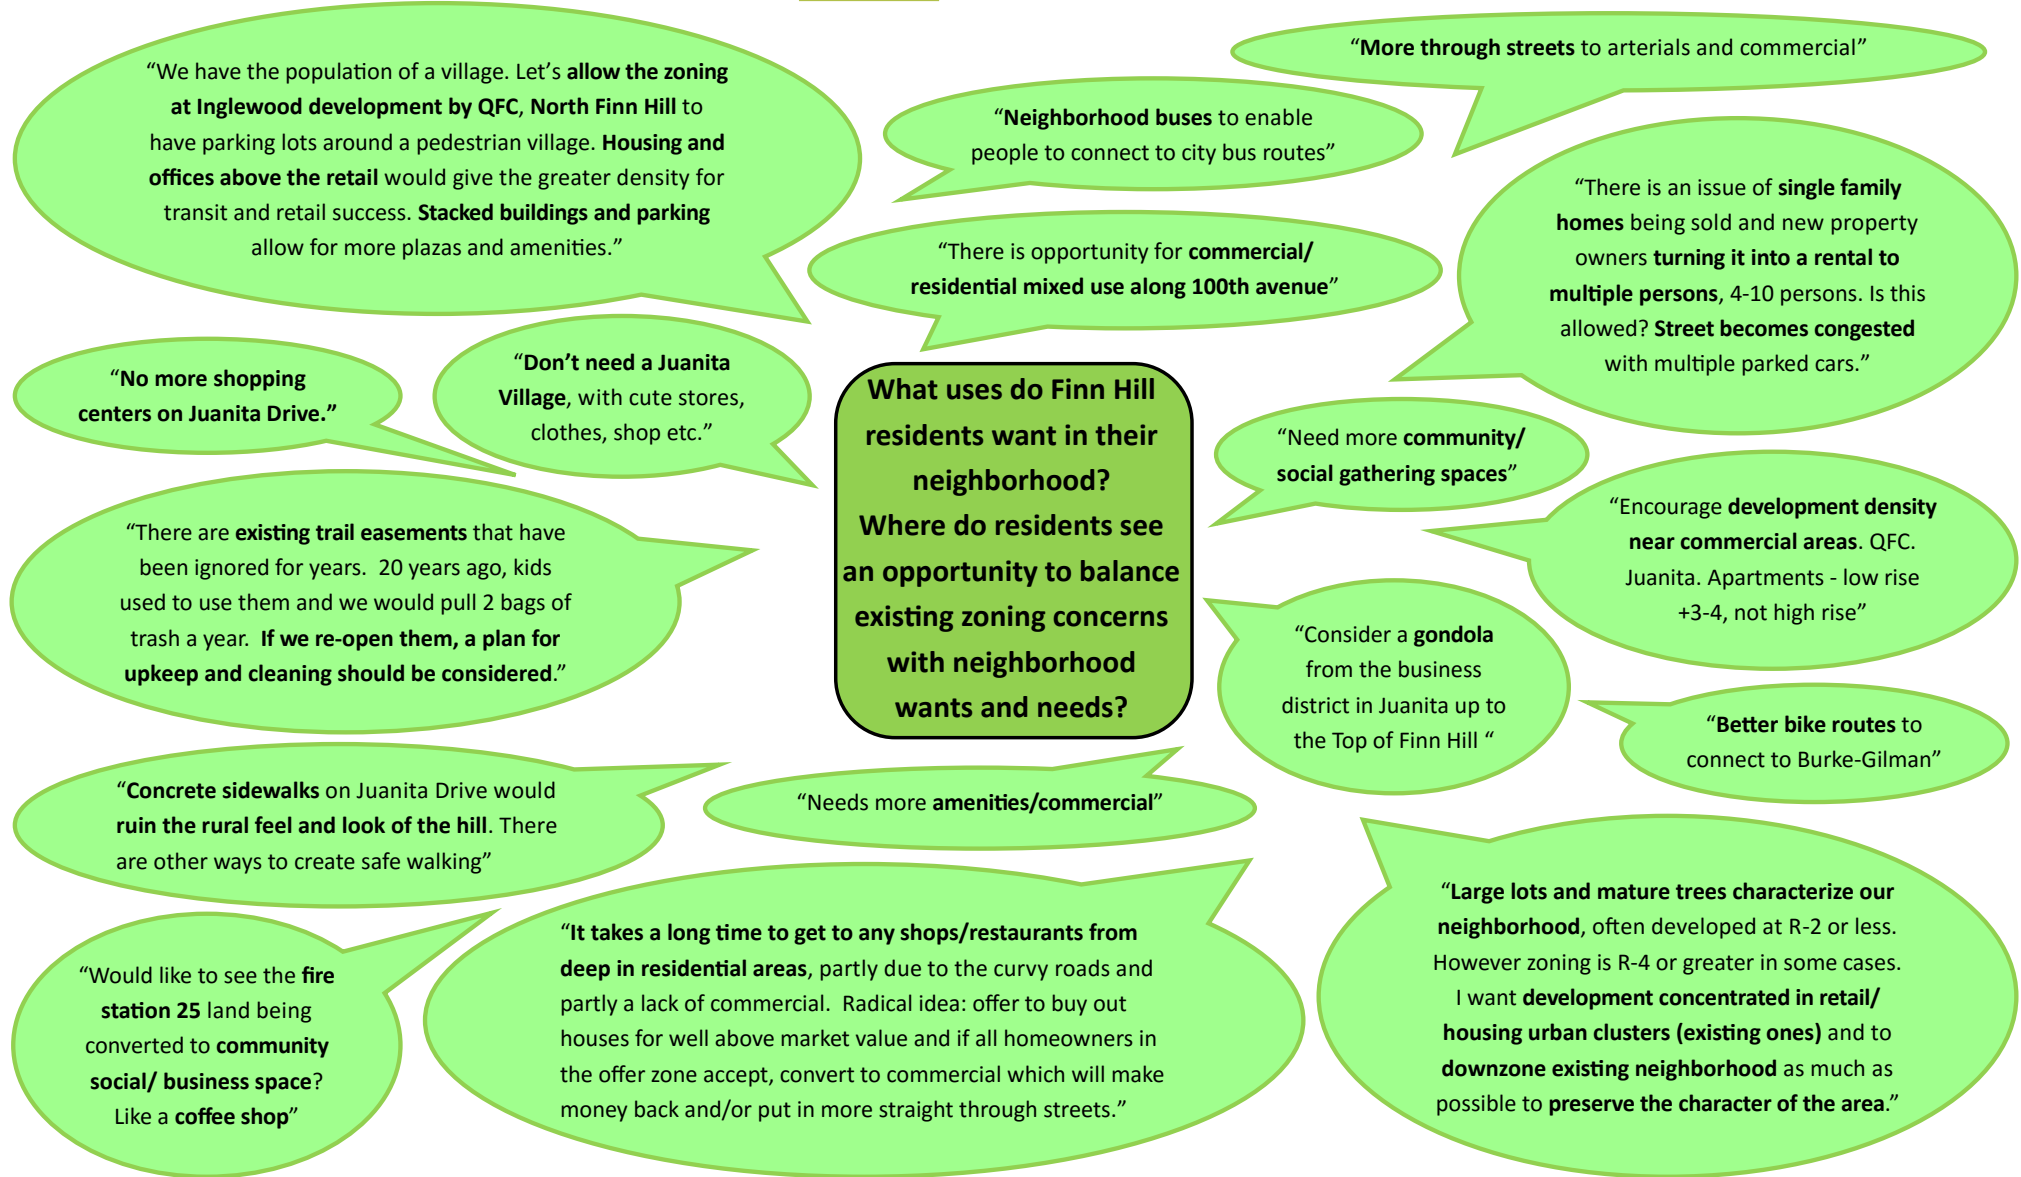 “We have the population of a village. Let’s allow the zoning
at Inglewood development by QFC, North Finn Hill to
have parking lots around a pedestrian village. Housing and
offices above the retail would give the greater density for
transit and retail success. Stacked buildings and parking
allow for more plazas and amenities.”
“More through streets to arterials and commercial”
“Neighborhood buses to enable
people to connect to city bus routes”
“There is opportunity for commercial/
residential mixed use along 100th avenue”
“There is an issue of single family
homes being sold and new property
owners turning it into a rental to
multiple persons, 4-10 persons. Is this
allowed? Street becomes congested
with multiple parked cars.”
“No more shopping
centers on Juanita Drive.”
“Don’t need a Juanita
Village, with cute stores,
clothes, shop etc.”
What uses do Finn Hill
residents want in their
neighborhood?
Where do residents see
an opportunity to balance
existing zoning concerns
with neighborhood
wants and needs?
“Need more community/
social gathering spaces”
“Encourage development density
near commercial areas. QFC.
Juanita. Apartments - low rise
+3-4, not high rise”
“There are existing trail easements that have
been ignored for years.  20 years ago, kids
used to use them and we would pull 2 bags of
trash a year.  If we re-open them, a plan for
upkeep and cleaning should be considered.”
“Consider a gondola
from the business
district in Juanita up to
the Top of Finn Hill “
“Better bike routes to
connect to Burke-Gilman”
“Concrete sidewalks on Juanita Drive would
ruin the rural feel and look of the hill. There
are other ways to create safe walking”
“Needs more amenities/commercial”
“Would like to see the fire
station 25 land being
converted to community
social/ business space?
Like a coffee shop”
“It takes a long time to get to any shops/restaurants from
deep in residential areas, partly due to the curvy roads and
partly a lack of commercial.  Radical idea: offer to buy out
houses for well above market value and if all homeowners in
the offer zone accept, convert to commercial which will make
money back and/or put in more straight through streets.”
“Large lots and mature trees characterize our
neighborhood, often developed at R-2 or less.
However zoning is R-4 or greater in some cases.
I want development concentrated in retail/
housing urban clusters (existing ones) and to
downzone existing neighborhood as much as
possible to preserve the character of the area.”